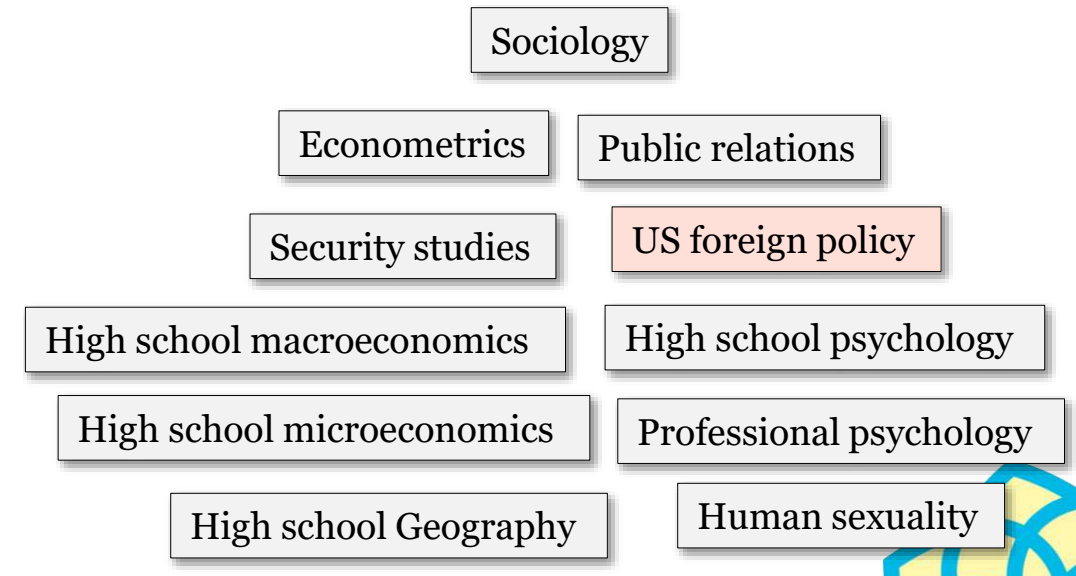 Sociology
Econometrics
Public relations
Security studies
US foreign policy
High school macroeconomics
High school psychology
High school microeconomics
Professional psychology
High school Geography
Human sexuality